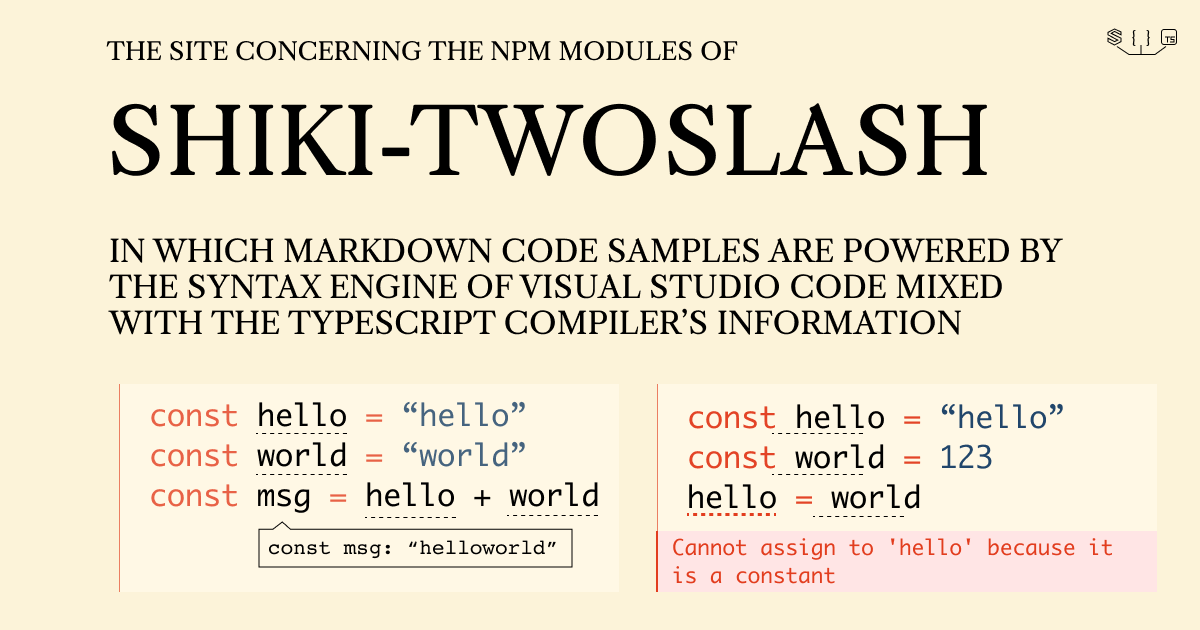 THE SITE CONCERNING THE NPM MODULES OF
{ } TS
SHIKI-TWOSLASH
IN WHICH MARKDOWN CODE SAMPLES ARE POWERED BY
THE SYNTAX ENGINE OF VISUAL STUDIO CODE MIXED
WITH THE TYPESCRIPT COMPILER’S INFORMATION
const hello = “hello”
const world = “world”
const msg = hello + world
const msg: “helloworld”
const hello = “hello”
const world = 123
hello = world
Cannot assign to 'hello' because it
is a constant